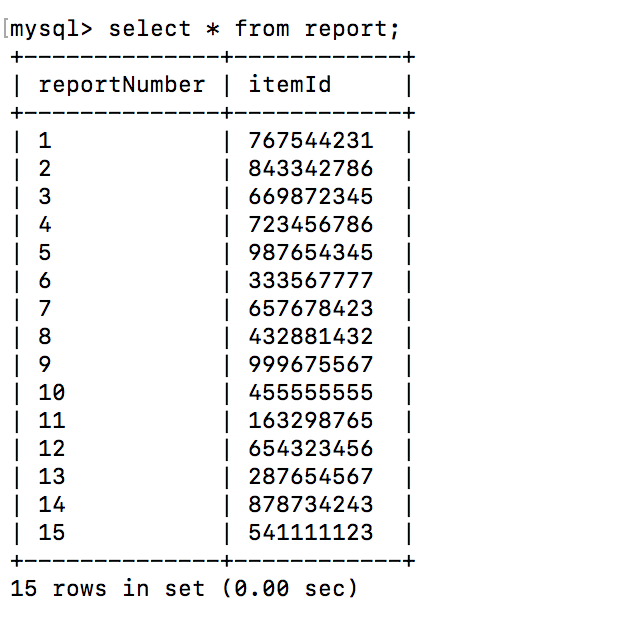 [mysql> select * from report;
+--------------+------------+
| reportNumber | itemId     |
+--------------+------------+
| 1            | 767544231  |
| 2            | 843342786  |
| 3            | 669872345  |
| 4            | 723456786  |
| 5            | 987654345  |
| 6            | 333567777  |
| 7            | 657678423  |
| 8            | 432881432  |
| 9            | 999675567  |
| 10           | 455555555  |
| 11           | 163298765  |
| 12           | 654323456  |
| 13           | 287654567  |
| 14           | 878734243  |
| 15           | 541111123  |
+--------------+------------+
15 rows in set (0.00 sec)